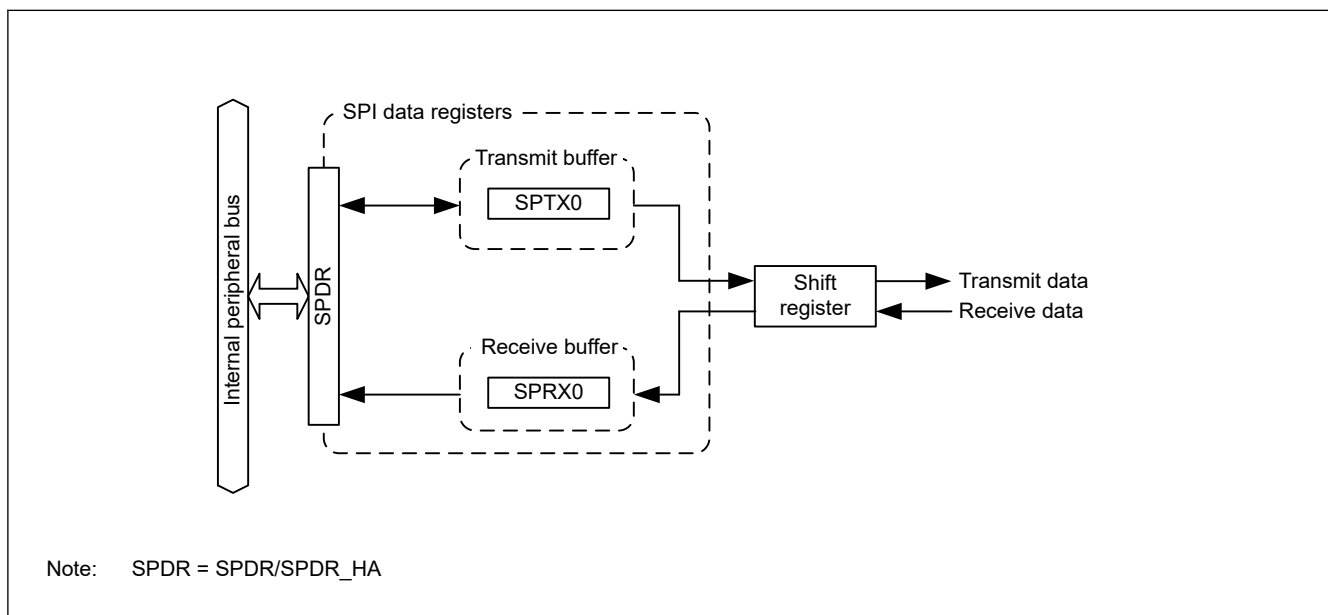 SPI data registers
Transmit buffer
SPTX0
Internal peripheral bus
SPDR
Shift
register
Transmit data
Receive data
Receive buffer
SPRX0
Note: SPDR = SPDR/SPDR_HA